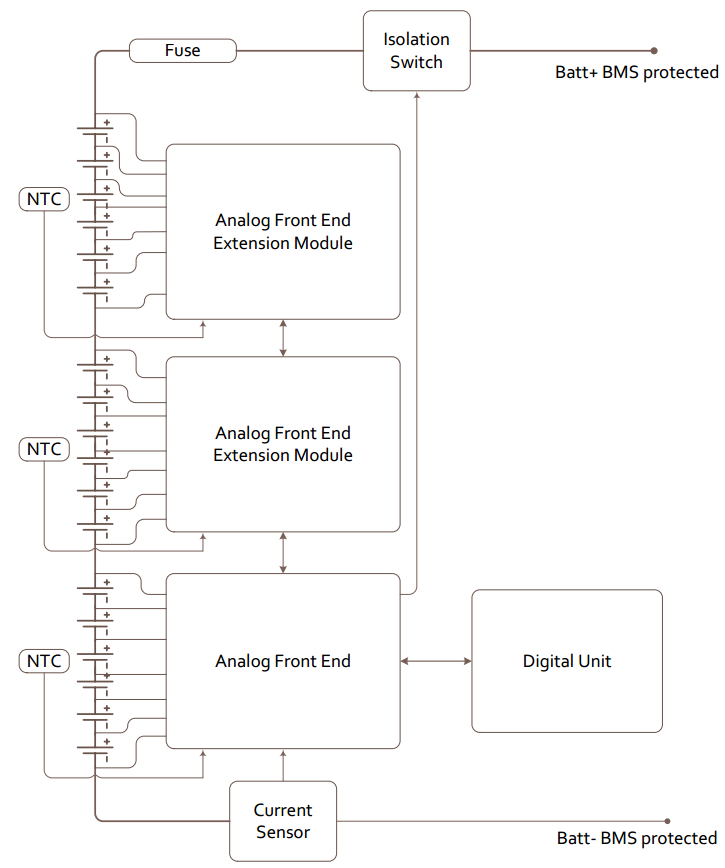 Fuse
Isolation
Switch
Batt+ BMS protected
NTC
Analog Front End
Extension Module
NTC
Analog Front End
Extension Module
NTC
Analog Front End
Digital Unit
Current
Sensor
Batt- BMS protected